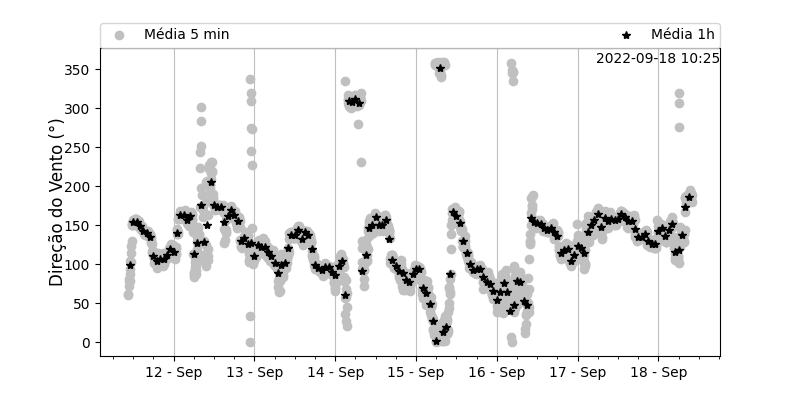 Média 5 min
Média 1h
2022-09-18 10:25
Direção do Vento (°)
350
300
250
200
150
100
50
0
12 - Sep
13 - Sep
14 - Sep
15 - Sep
16 - Sep
17 - Sep
18 - Sep